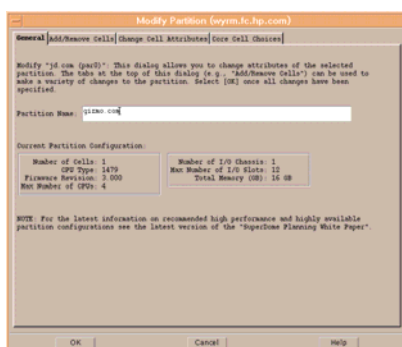 Modify Partition (wyrm.fc.hp.com)
General Add/Remove Cells Change Cell Attributes Core Cell Choices
Modify "jd.com (par0)": This dialog allows you to change attributes of the selected
partition. The tabs at the top of this dialog (e.g., "Add/Remove Cells") can be used to
make a variety of changes to the partition. Select [OK] once all changes have been
specified.
Partition Name: gizmo.com
Current Partition Configuration:
Number of Cells: 1
CPU Type: 1479
Firmware Revision: 3.000
Max Number of CPUs: 4
Number of I/O Chassis: 1
Max Number of I/O Slots: 12
Total Memory (GB): 16 GB
NOTE: For the latest information on recommended high performance and highly available
partition configurations see the latest version of the "SuperDome Planning White Paper".
OK Cancel Help